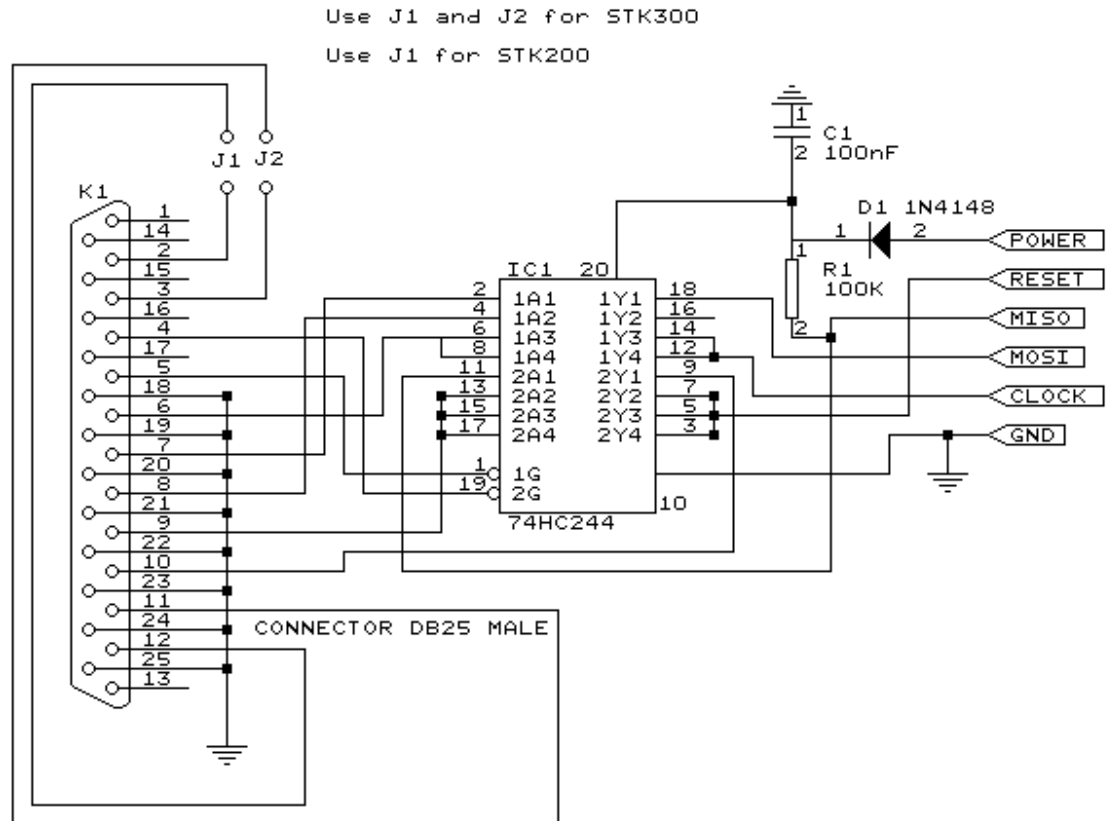 Use J1 and J2 for STK300
Use J1 for STK200
J1 J2
K1
1
14
2
15
3
16
4
17
5
18
6
19
7
20
8
21
9
22
10
23
11
24
12
25
13
CONNECTOR DB25 MALE
IC1 20
2 1A1 1Y1 18
4 1A2 1Y2 16
6 1A3 1Y3 14
8 1A4 1Y4 12
11 2A1 2Y1 9
13 2A2 2Y2 7
15 2A3 2Y3 5
17 2A4 2Y4 3
1 1G
19 2G
10
74HC244
1
C1
2 100nF
D1 1N4148
1 2
1
R1
100K
2
POWER
RESET
MISO
MOSI
CLOCK
GND